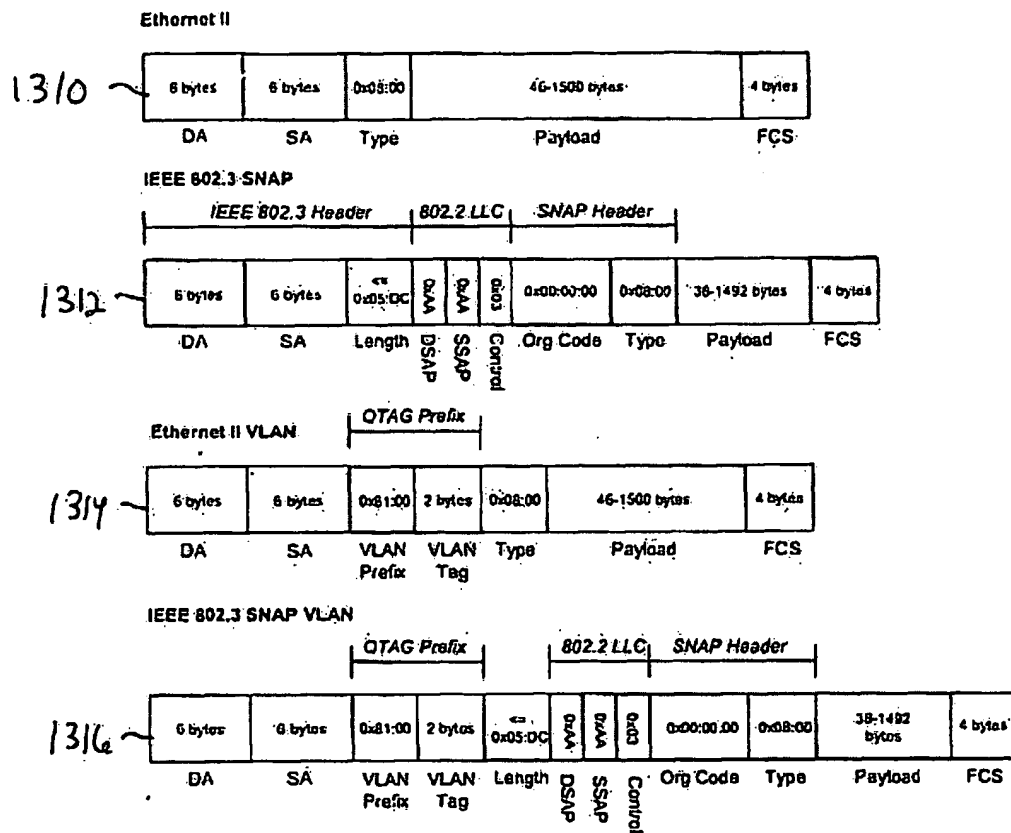 Ethernet II
1310
6 bytes 6 bytes 0x08:00 46-1500 bytes 4 bytes
DA SA Type Payload FCS
IEEE 802.3 SNAP
IEEE 802.3 Header 802.2 LLC SNAP Header
1312
6 bytes 6 bytes <= 0x05:DC 0xAA 0xAA 0x03 0x00:00:00 0x08:00 38-1492 bytes 4 bytes
DA SA Length DSAP SSAP Control Org Code Type Payload FCS
QTAG Prefix
Ethernet II VLAN
1314
6 bytes 6 bytes 0x81:00 2 bytes 0x08:00 46-1500 bytes 4 bytes
DA SA VLAN Prefix VLAN Tag Type Payload FCS
IEEE 802.3 SNAP VLAN
QTAG Prefix 802.2 LLC SNAP Header
1316
6 bytes 6 bytes 0x81:00 2 bytes <= 0x05:DC 0xAA 0xAA 0x03 0x00:00:00 0x08:00 38-1492 bytes 4 bytes
DA SA VLAN Prefix VLAN Tag Length DSAP SSAP Control Org Code Type Payload FCS